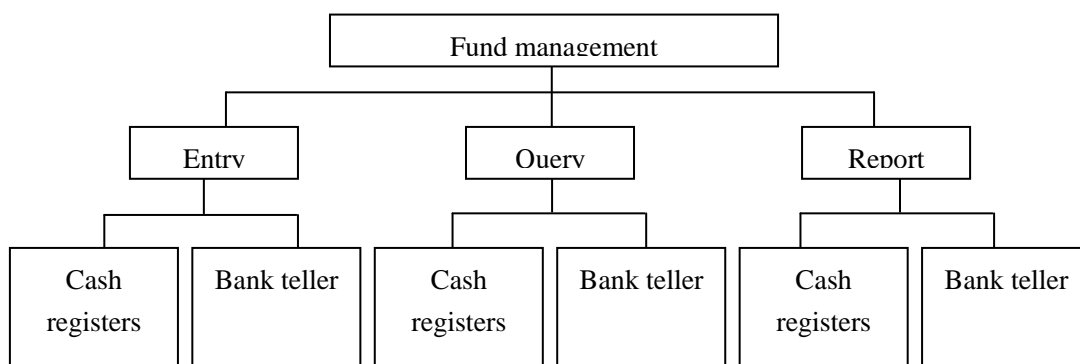 Fund management
Entry
Query
Report
Cash
registers
Bank teller
Cash
registers
Bank teller
Cash
registers
Bank teller